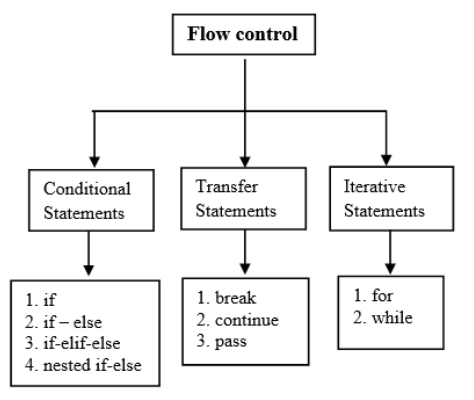 Flow control
Conditional
Statements
Transfer
Statements
Iterative
Statements
1. if
2. if – else
3. if-elif-else
4. nested if-else
1. break
2. continue
3. pass
1. for
2. while